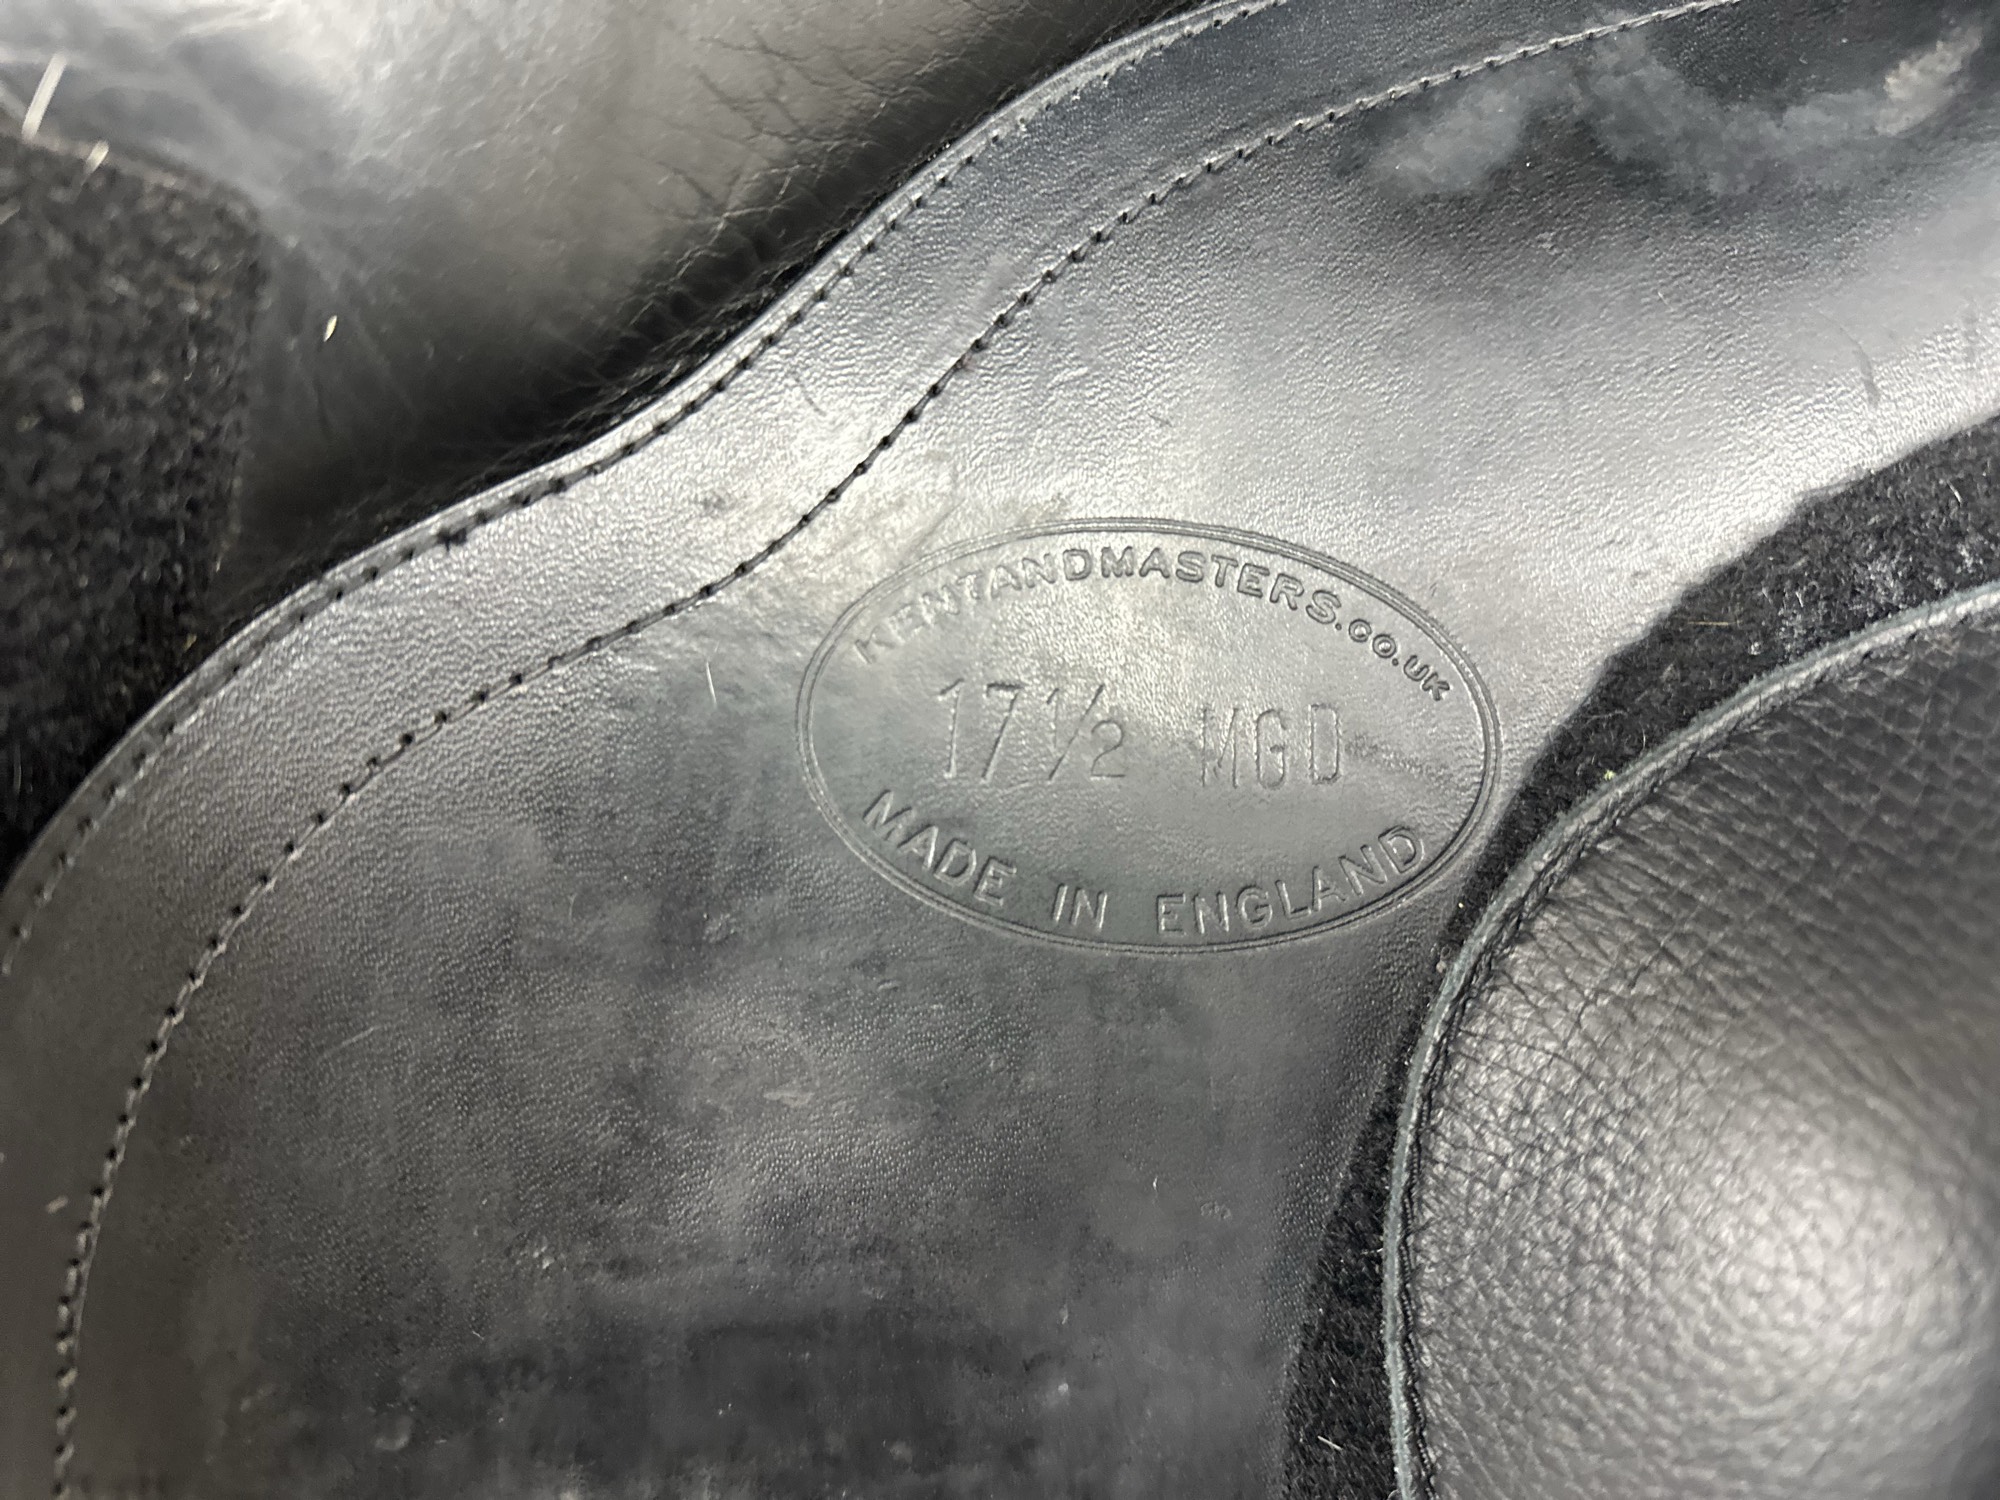 KENTANDMASTERS.CO.UK
17½ MGD
MADE IN ENGLAND